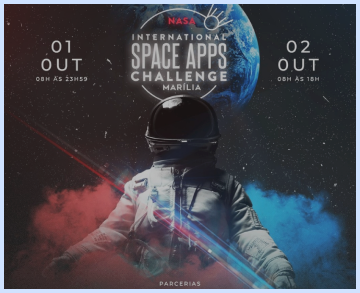 NASA
INTERNATIONAL
SPACE APPS
CHALLENGE
MARÍLIA
01
OUT
08H ÀS 23H59
02
OUT
08H ÀS 18H
PARCERIAS